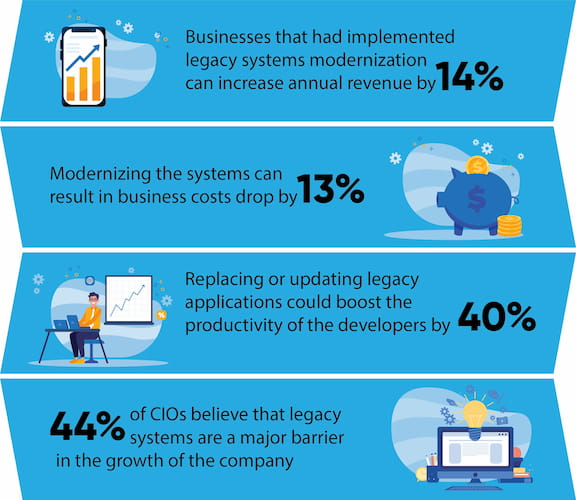 Businesses that had implemented
legacy systems modernization
can increase annual revenue by 14%
Modernizing the systems can
result in business costs drop by 13%
$
$
Replacing or updating legacy
applications could boost the
productivity of the developers by 40%
%
44% of CIOs believe that legacy
systems are a major barrier
in the growth of the company